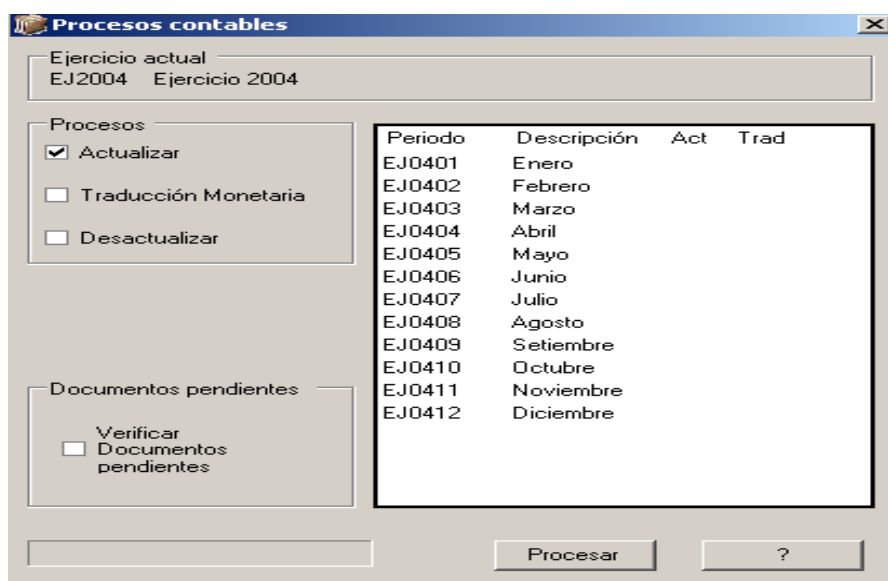 Procesos contables
Ejercicio actual
EJ2004 Ejercicio 2004
Procesos
Actualizar
Traducción Monetaria
Desactualizar
Documentos pendientes
Verificar
Documentos
pendientes
Periodo Descripción Act Trad
EJ0401 Enero
EJ0402 Febrero
EJ0403 Marzo
EJ0404 Abril
EJ0405 Mayo
EJ0406 Junio
EJ0407 Julio
EJ0408 Agosto
EJ0409 Setiembre
EJ0410 Octubre
EJ0411 Noviembre
EJ0412 Diciembre
Procesar ?